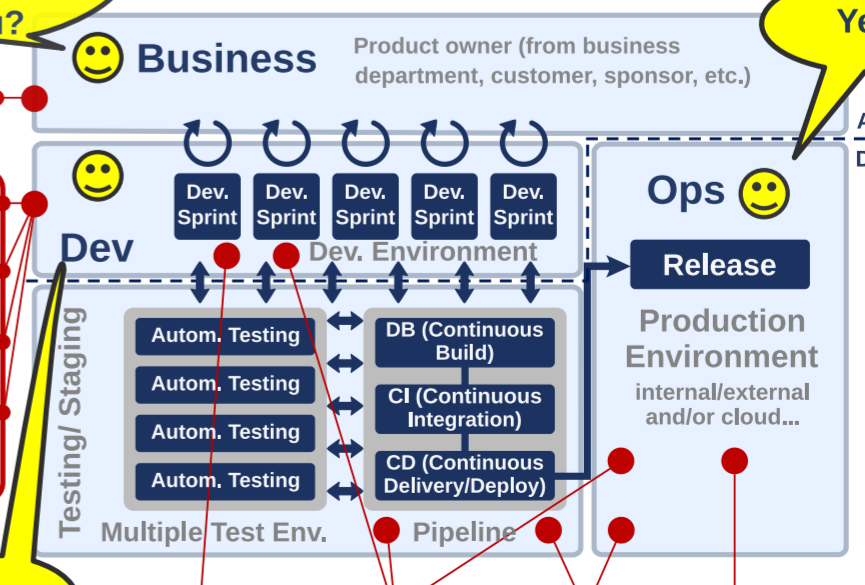 u?
Ye
Business
Product owner (from business
department, customer, sponsor, etc.)
A
D
Dev.
Sprint
Dev.
Sprint
Dev.
Sprint
Dev.
Sprint
Dev.
Sprint
Dev
Dev. Environment
Ops
Release
Production
Environment
internal/external
and/or cloud...
Testing/ Staging
Autom. Testing
Autom. Testing
Autom. Testing
Autom. Testing
Multiple Test Env.
DB (Continuous
Build)
CI (Continuous
Integration)
CD (Continuous
Delivery/Deploy)
Pipeline